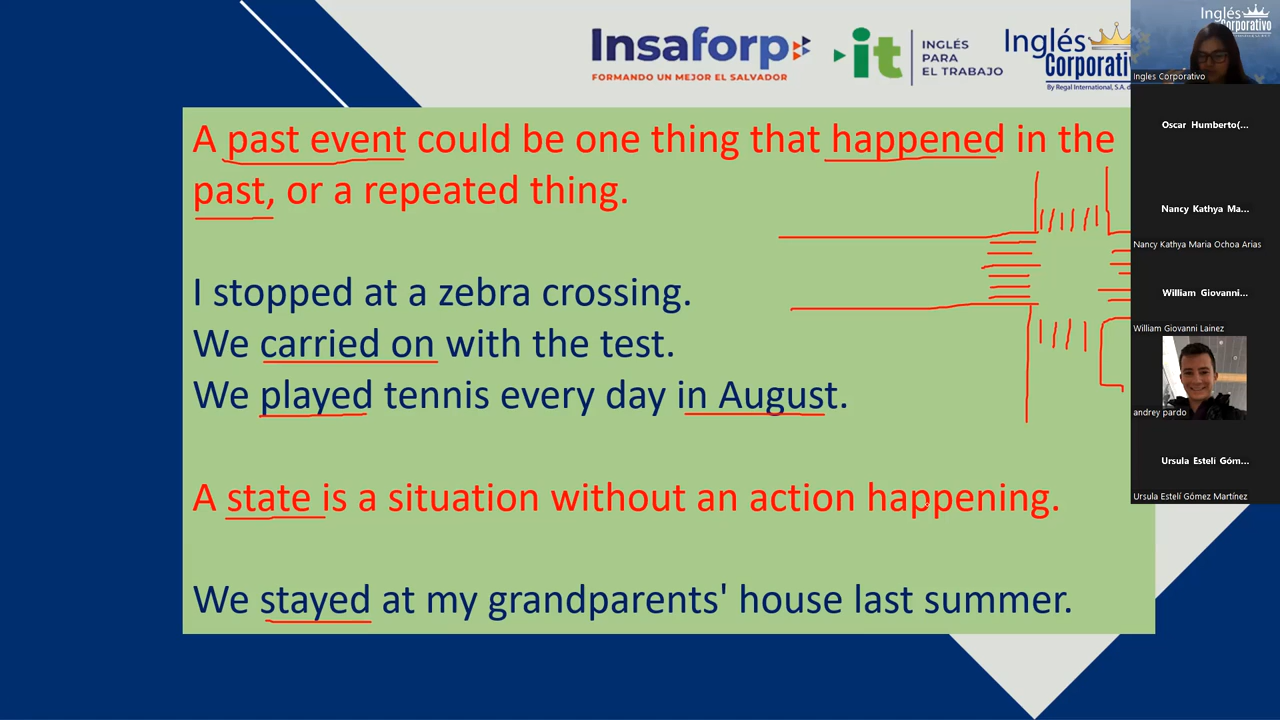 Insaforp
FORMANDO UN MEJOR EL SALVADOR
it
INGLÉS
PARA
EL TRABAJO
Inglés
Corporativ
By Regal International, S.A. d
A past event could be one thing that happened in the
past, or a repeated thing.
I stopped at a zebra crossing.
We carried on with the test.
We played tennis every day in August.
A state is a situation without an action happening.
We stayed at my grandparents' house last summer.
Inglés
Corporativo
Ingles Corporativo
Oscar Humberto(...
Nancy Kathya Ma...
Nancy Kathya Maria Ochoa Arias
William Giovanni...
William Giovanni Lainez
andrey pardo
Ursula Estelí Góm...
Ursula Estelí Gómez Martínez